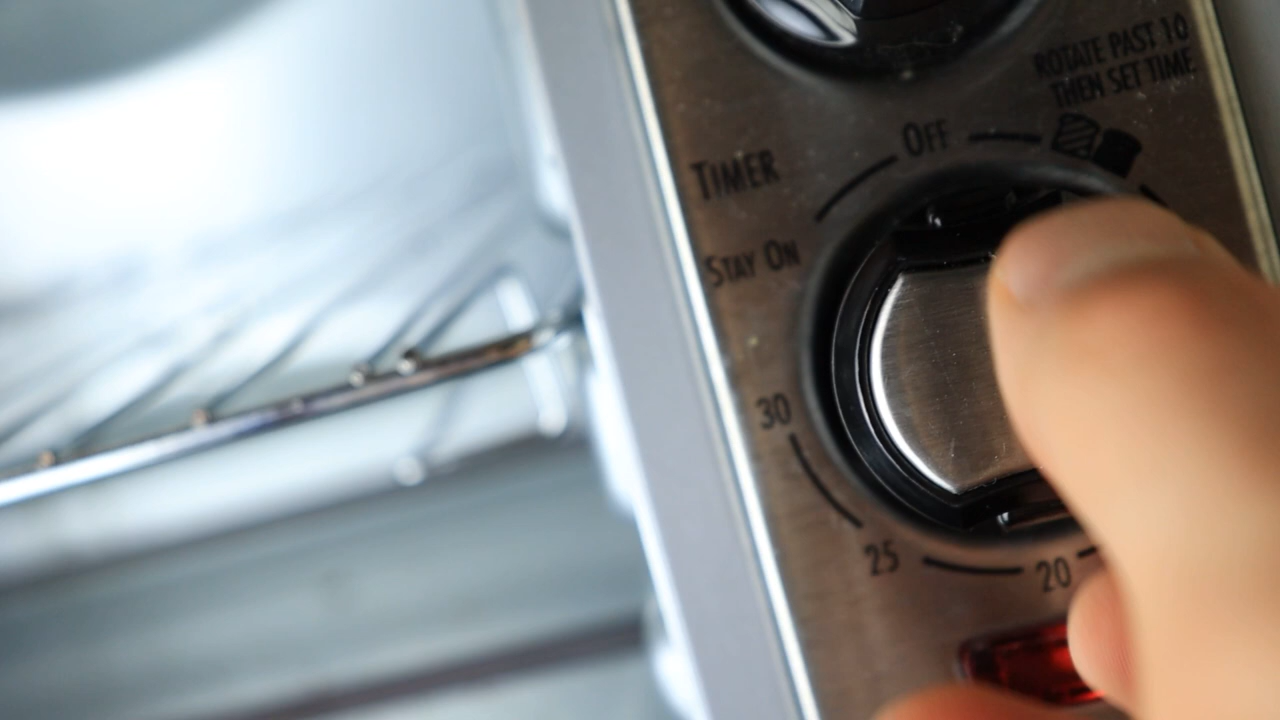 ROTATE PAST 10
THEN SET TIME
OFF
TIMER
STAY ON
30
25
20